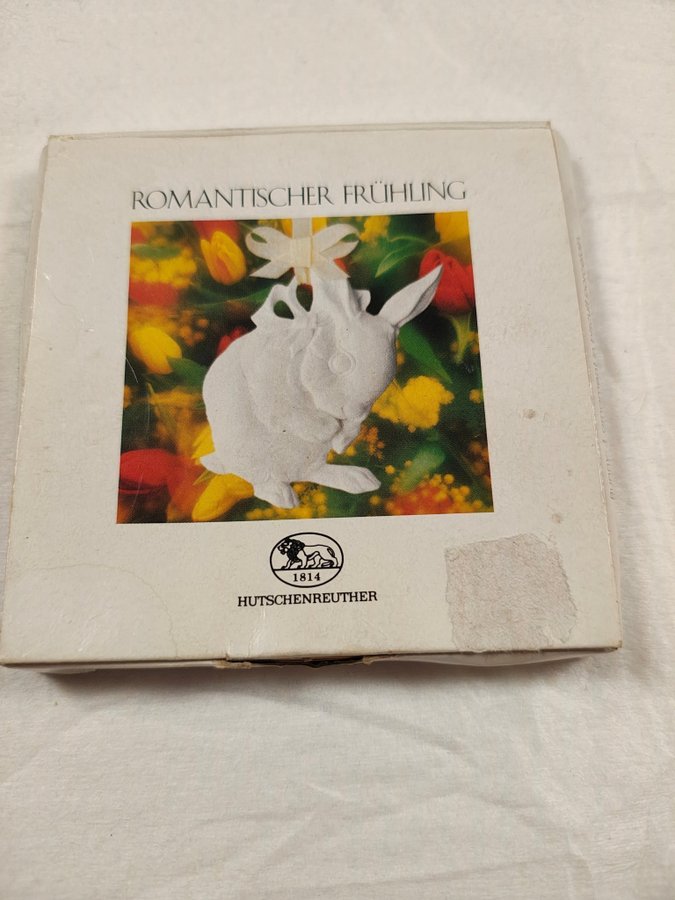 ROMANTISCHER FRÜHLING
1814
HUTSCHENREUTHER